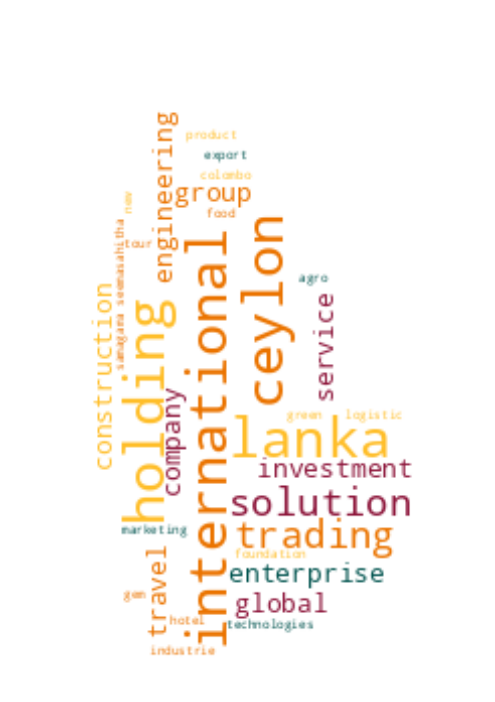 product
export
colombo
group
food
engineering
new
tour
samagama seemasahitha
international
ceylon
agro
service
construction
holding
company
green
logistic
lanka
investment
solution
marketing
trading
foundation
enterprise
travel
gem
global
hotel
technologies
industrie